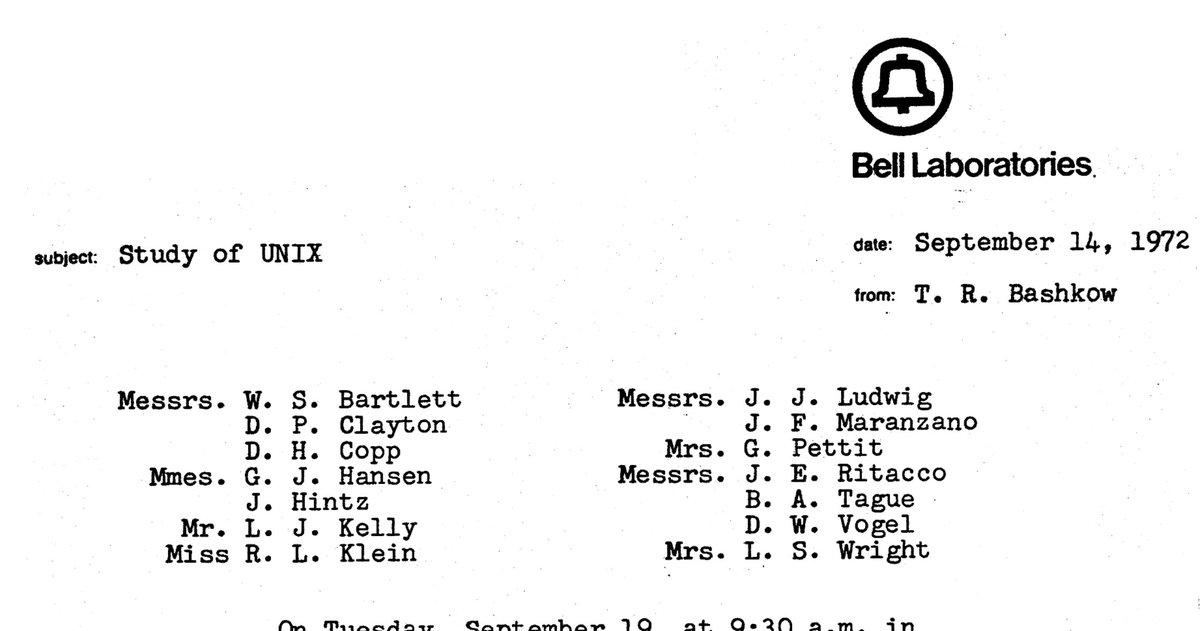 Bell Laboratories
subject: Study of UNIX
date: September 14, 1972
from: T. R. Bashkow
Messrs. W. S. Bartlett
D. P. Clayton
D. H. Copp
Mmes. G. J. Hansen
J. Hintz
Mr. L. J. Kelly
Miss R. L. Klein
Messrs. J. J. Ludwig
J. F. Maranzano
Mrs. G. Pettit
Messrs. J. E. Ritacco
B. A. Tague
D. W. Vogel
Mrs. L. S. Wright
On Tuesday, September 19, at 9:30 a.m. in